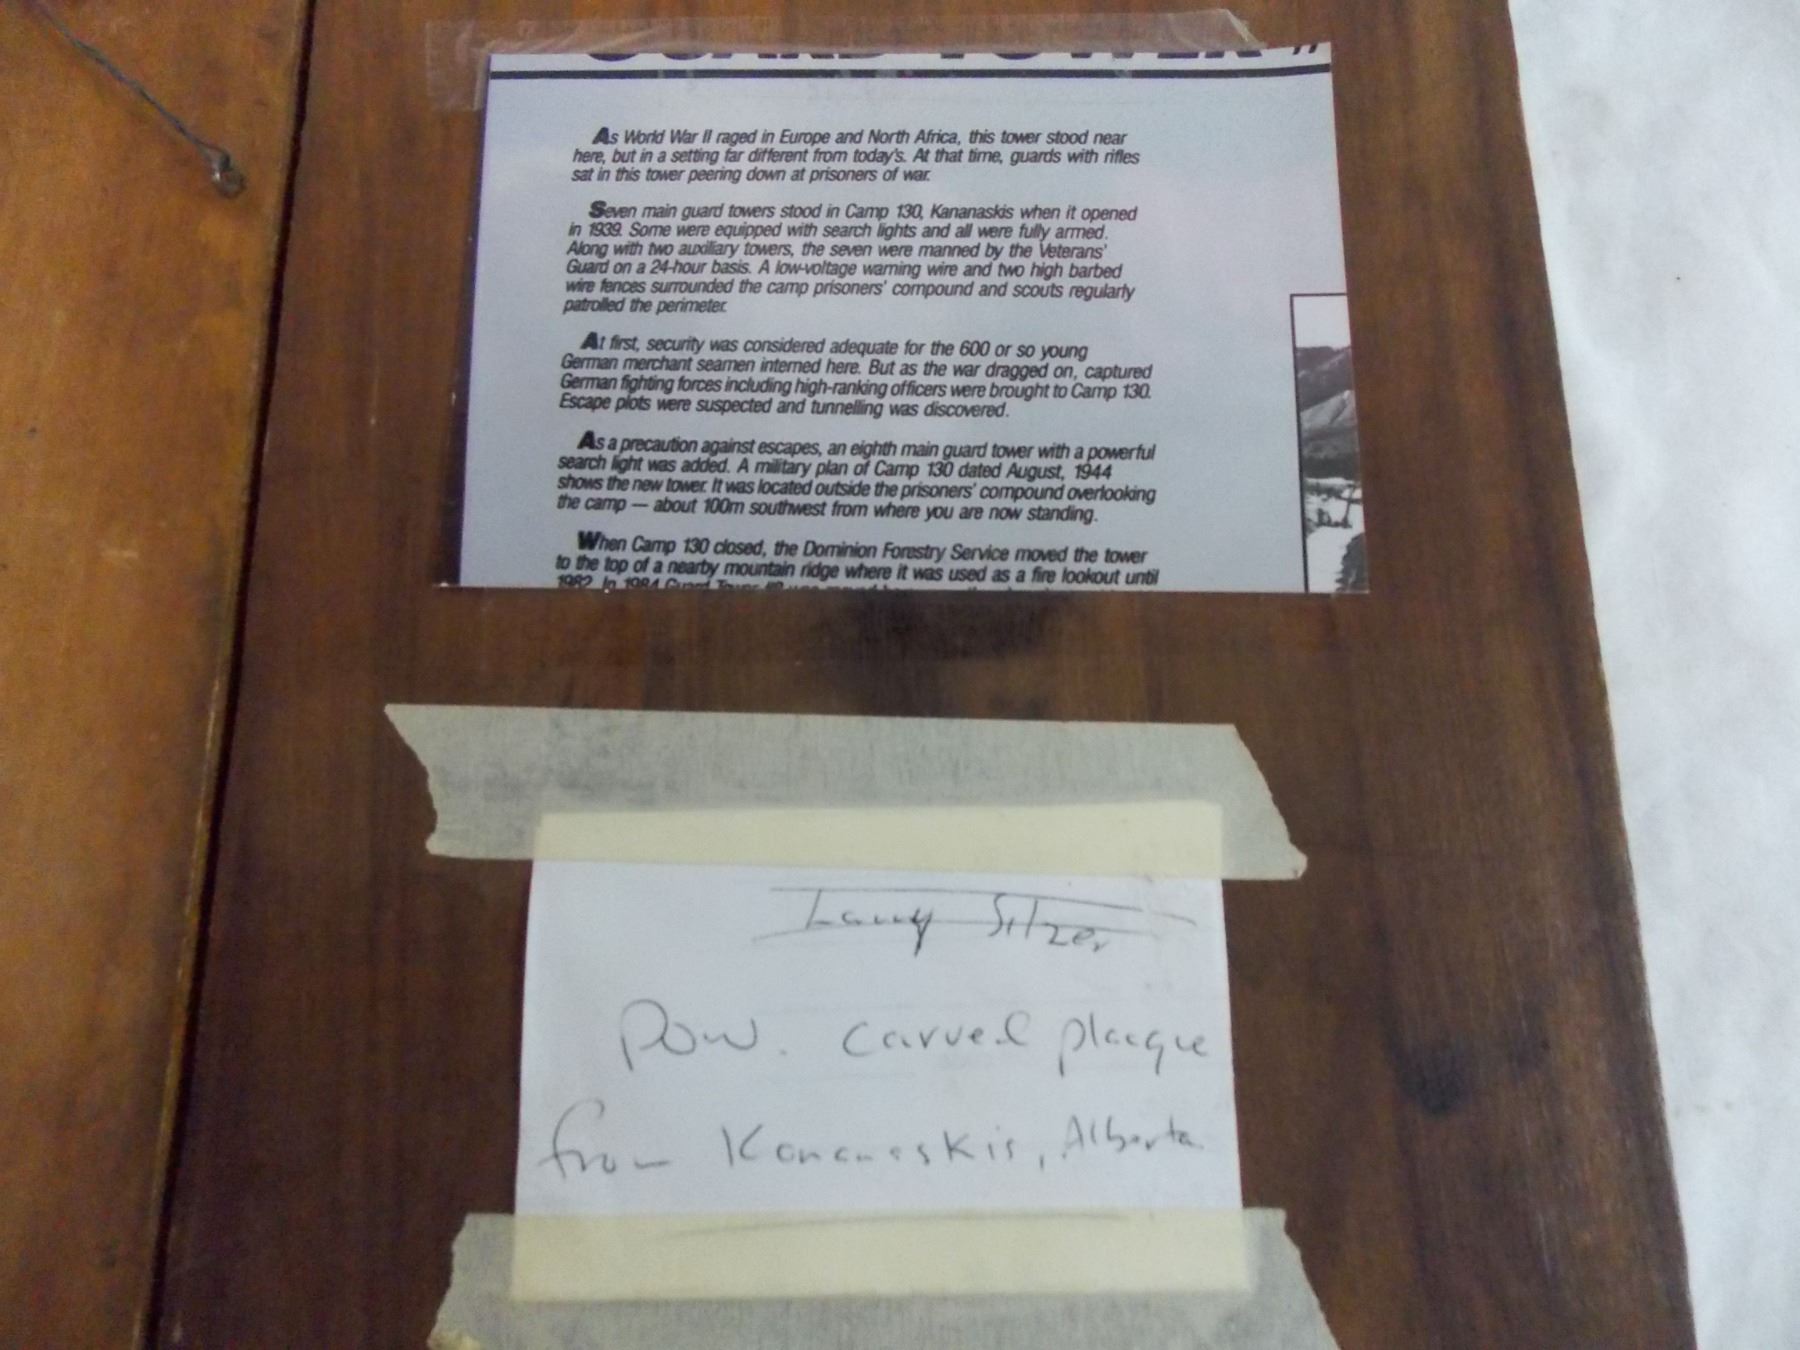 GUARD TOWER"
As World War II raged in Europe and North Africa, this tower stood near
here, but in a setting far different from today's. At that time, guards with rifles
sat in this tower peering down at prisoners of war.
Seven main guard towers stood in Camp 130, Kananaskis when it opened
in 1939. Some were equipped with search lights and all were fully armed.
Along with two auxiliary towers, the seven were manned by the Veterans'
Guard on a 24-hour basis. A low-voltage warning wire and two high barbed
wire fences surrounded the camp prisoners' compound and scouts regularly
patrolled the perimeter.
At first, security was considered adequate for the 600 or so young
German merchant seamen interned here. But as the war dragged on, captured
German fighting forces including high-ranking officers were brought to Camp 130.
Escape plots were suspected and tunnelling was discovered.
As a precaution against escapes, an eighth main guard tower with a powerful
search light was added. A military plan of Camp 130 dated August, 1944
shows the new tower. It was located outside the prisoners' compound overlooking
the camp — about 100m southwest from where you are now standing.
When Camp 130 closed, the Dominion Forestry Service moved the tower
to the top of a nearby mountain ridge where it was used as a fire lookout until
1982. In 1984 Guard Tower
Larry Silzer
POW. carved placque
from Kananaskis, Alberta